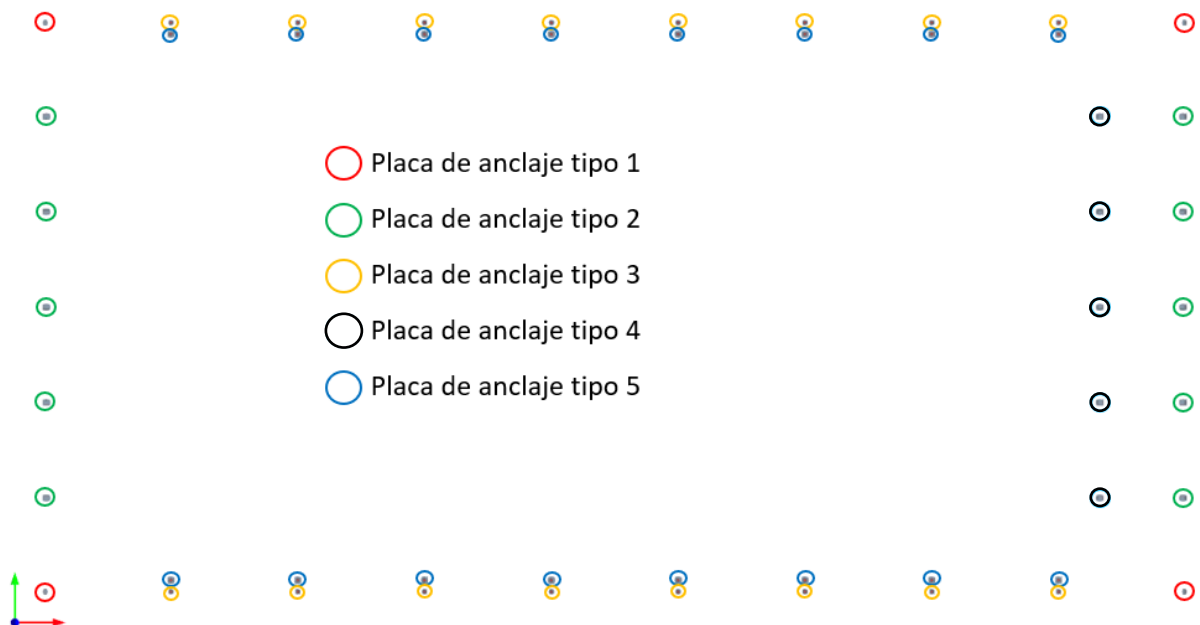 Placa de anclaje tipo 1
Placa de anclaje tipo 2
Placa de anclaje tipo 3
Placa de anclaje tipo 4
Placa de anclaje tipo 5